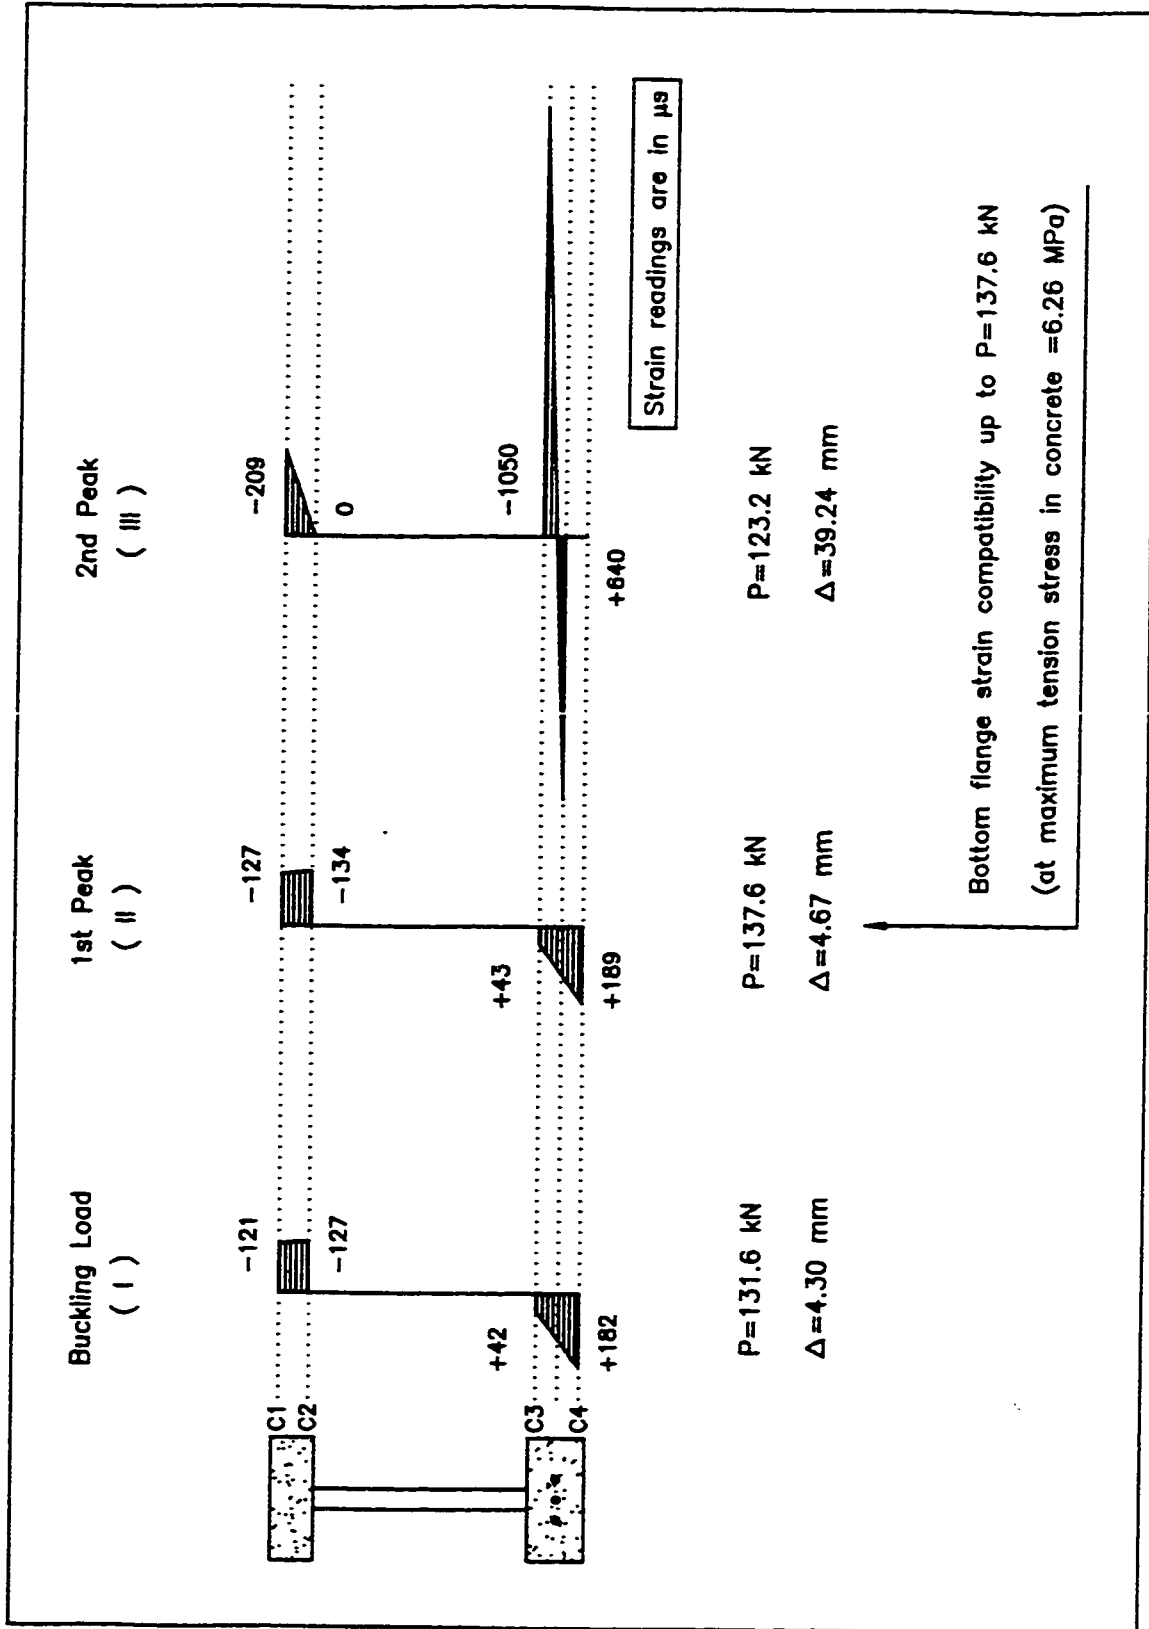 Buckling Load
( I )
1st Peak
( II )
2nd Peak
( III )
C1
C2
C3
C4
-121
-127
+42
+182
-127
-134
+43
+189
-209
0
-1050
+640
Strain readings are in µs
P=131.6 kN
Δ=4.30 mm
P=137.6 kN
Δ=4.67 mm
P=123.2 kN
Δ=39.24 mm
Bottom flange strain compatibility up to P=137.6 kN
(at maximum tension stress in concrete =6.26 MPa)